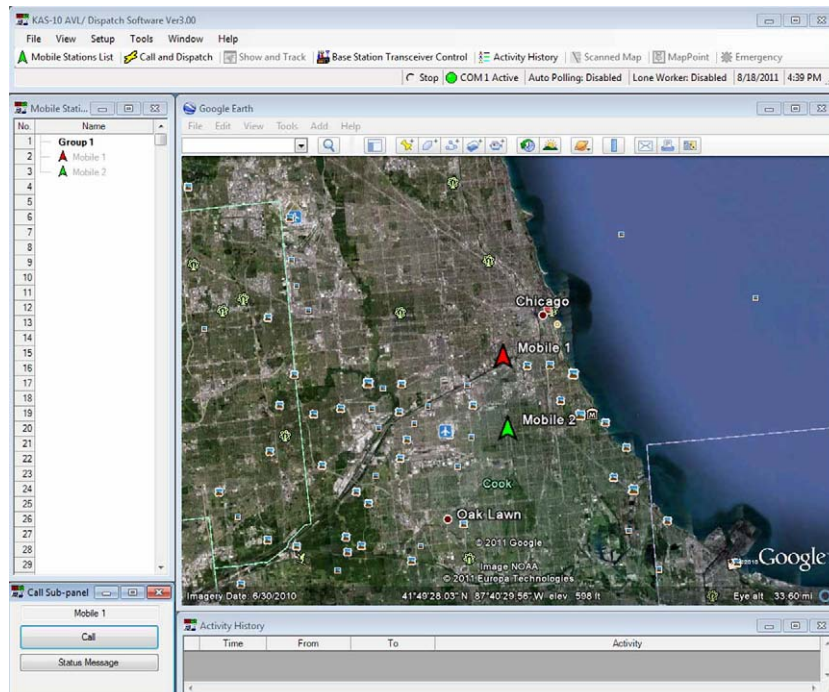 KAS-10 AVL/ Dispatch Software Ver3.00
File View Setup Tools Window Help
Mobile Stations List Call and Dispatch Show and Track Base Station Transceiver Control Activity History Scanned Map MapPoint Emergency
Stop COM 1 Active Auto Polling: Disabled Lone Worker: Disabled 8/18/2011 4:39 PM
Mobile Stati...
No. Name
1 Group 1
2 Mobile 1
3 Mobile 2
4
5
6
7
8
9
10
11
12
13
14
15
16
17
18
19
20
21
22
23
24
25
26
27
28
29
Google Earth
File Edit View Tools Add Help
Chicago
Mobile 1
Mobile 2
Cook
Oak Lawn
© 2011 Google
Image NOAA
© 2011 Europa Technologies
Google
Imagery Date: 6/30/2010 41°49'28.03" N 87°40'29.56" W elev 598 ft Eye alt 33.60 mi
Call Sub-panel
Mobile 1
Call
Status Message
Activity History
Time From To Activity